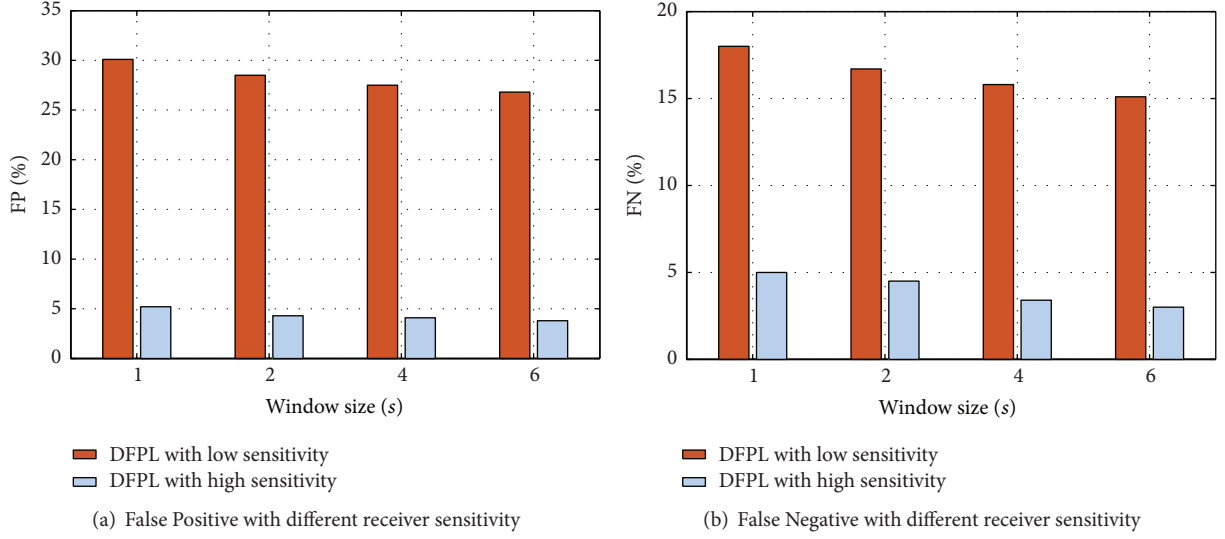 35
30
25
20
15
10
5
0
FP (%)
1 2 4 6
Window size (s)
DFPL with low sensitivity
DFPL with high sensitivity
(a) False Positive with different receiver sensitivity
20
15
10
5
0
FN (%)
1 2 4 6
Window size (s)
DFPL with low sensitivity
DFPL with high sensitivity
(b) False Negative with different receiver sensitivity